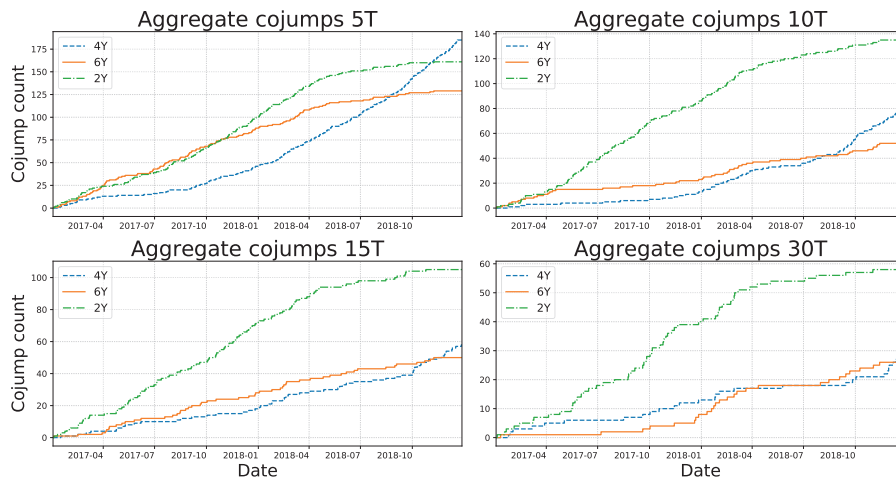 Aggregate cojumps 5T
Cojump count
175
150
125
100
75
50
25
0
4Y
6Y
2Y
2017-04
2017-07
2017-10
2018-01
2018-04
2018-07
2018-10
Aggregate cojumps 10T
140
120
100
80
60
40
20
0
4Y
6Y
2Y
2017-04
2017-07
2017-10
2018-01
2018-04
2018-07
2018-10
Aggregate cojumps 15T
Cojump count
100
80
60
40
20
0
4Y
6Y
2Y
2017-04
2017-07
2017-10
2018-01
2018-04
2018-07
2018-10
Date
Aggregate cojumps 30T
60
50
40
30
20
10
0
4Y
6Y
2Y
2017-04
2017-07
2017-10
2018-01
2018-04
2018-07
2018-10
Date